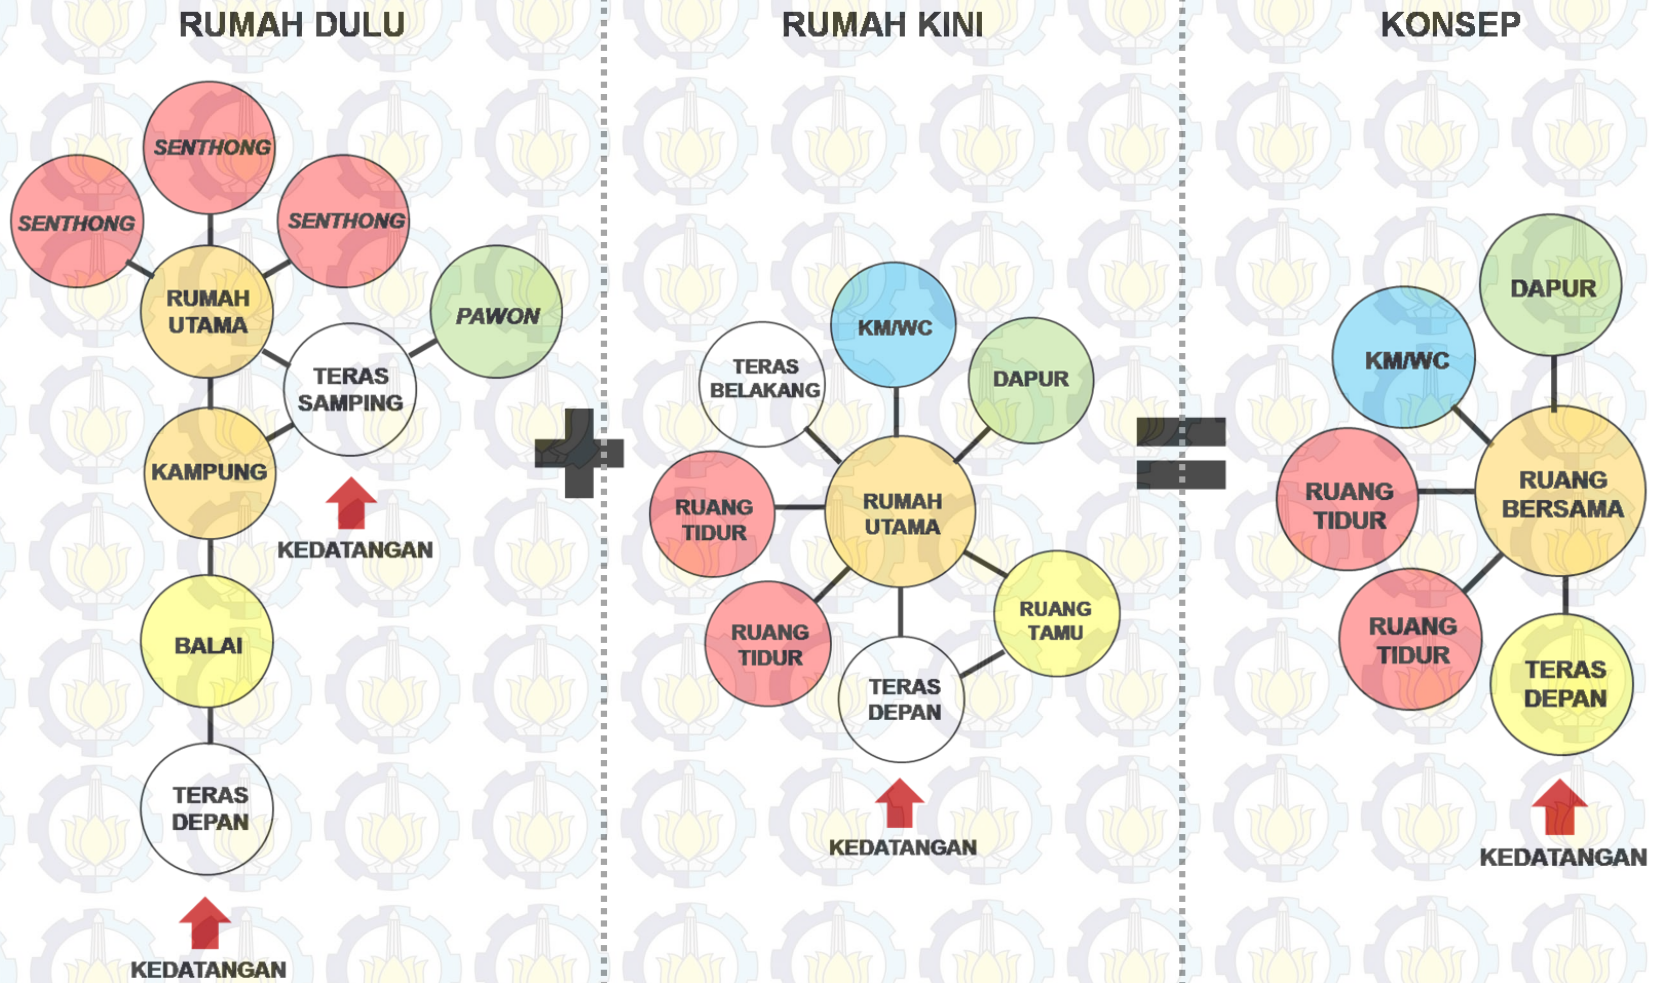 RUMAH DULU
SENTHONG
SENTHONG
SENTHONG
RUMAH
UTAMA
PAWON
TERAS
SAMPING
KAMPUNG
KEDATANGAN
BALAI
TERAS
DEPAN
KEDATANGAN
RUMAH KINI
KM/WC
TERAS
BELAKANG
DAPUR
RUANG
TIDUR
RUMAH
UTAMA
RUANG
TIDUR
RUANG
TAMU
TERAS
DEPAN
KEDATANGAN
KONSEP
DAPUR
KM/WC
RUANG
TIDUR
RUANG
BERSAMA
RUANG
TIDUR
TERAS
DEPAN
KEDATANGAN